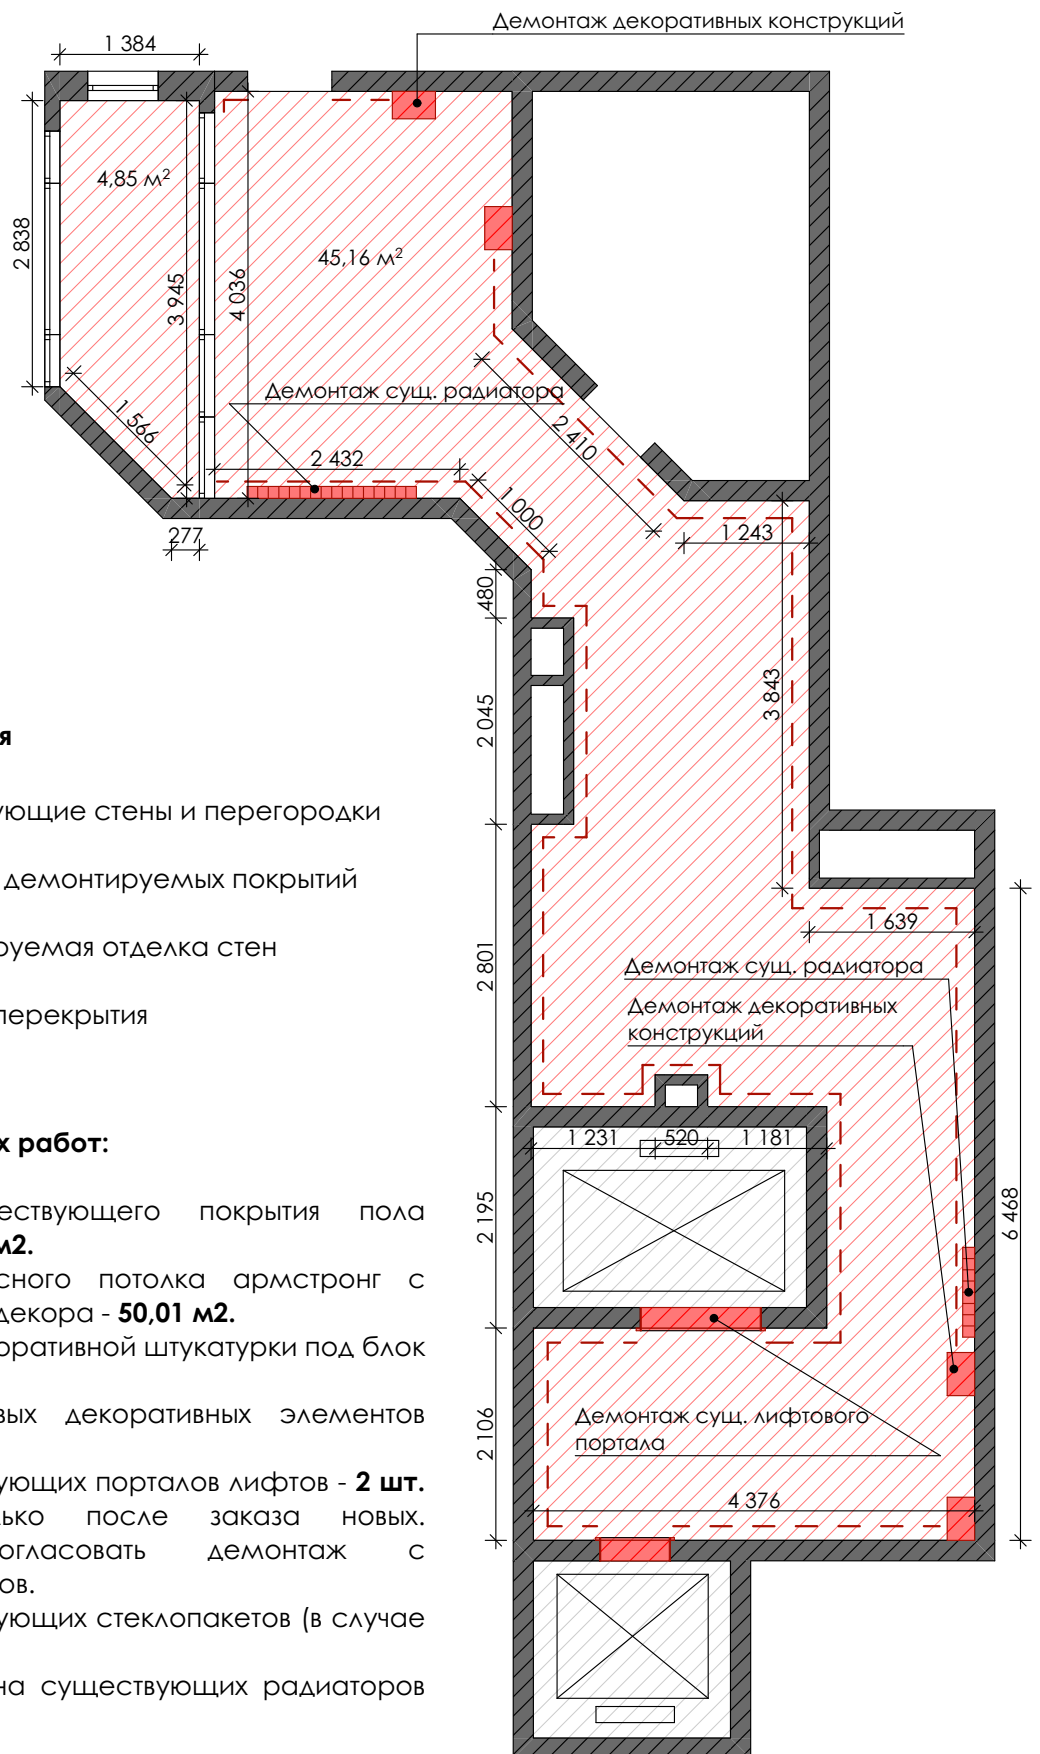 Демонтаж декоративных конструкций
1 384
4,85 м²
45,16 м²
2 838
3 945
4 036
1 566
Демонтаж сущ. радиатора
2 432
2 410
1 000
277
1 243
480
2 045
3 843
я
ующие стены и перегородки
демонтируемых покрытий
руемая отделка стен
перекрытия
2 801
1 639
Демонтаж сущ. радиатора
Демонтаж декоративных
конструкций
х работ:
1 231
520
1 181
2 195
6 468
ествующего покрытия пола
м2.
сного потолка армстронг с
декора - 50,01 м2.
оративной штукатурки под блок
вых декоративных элементов
Демонтаж сущ. лифтового
портала
2 106
4 376
ующих порталов лифтов - 2 шт.
лько после заказа новых.
огласовать демонтаж с
ов.
ующих стеклопакетов (в случае
на существующих радиаторов